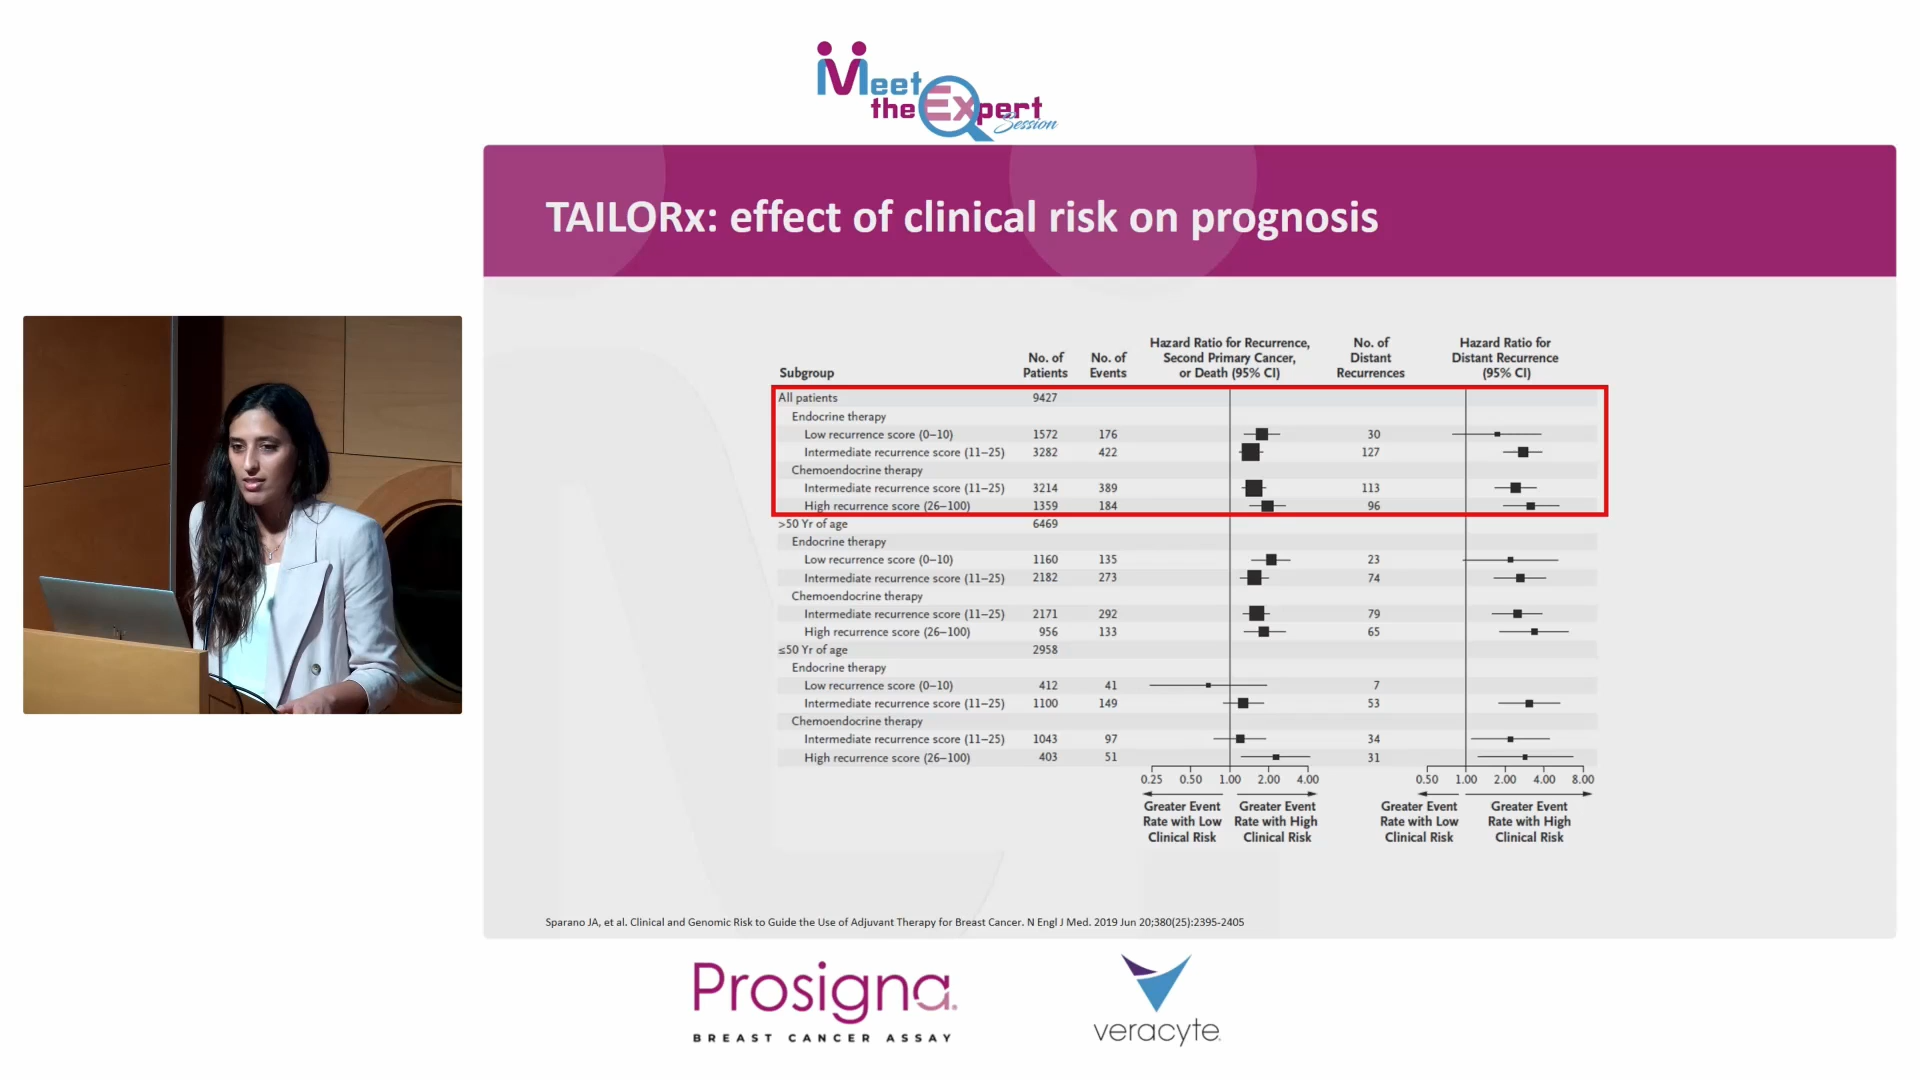 Meet
the Expert
Session
TAILORx: effect of clinical risk on prognosis
Subgroup No. of Patients No. of Events Hazard Ratio for Recurrence, Second Primary Cancer, or Death (95% CI) No. of Distant Recurrences Hazard Ratio for Distant Recurrence (95% CI)
All patients 9427
Endocrine therapy
Low recurrence score (0–10) 1572 176 30
Intermediate recurrence score (11–25) 3282 422 127
Chemoendocrine therapy
Intermediate recurrence score (11–25) 3214 389 113
High recurrence score (26–100) 1359 184 96
>50 Yr of age 6469
Endocrine therapy
Low recurrence score (0–10) 1160 135 23
Intermediate recurrence score (11–25) 2182 273 74
Chemoendocrine therapy
Intermediate recurrence score (11–25) 2171 292 79
High recurrence score (26–100) 956 133 65
≤50 Yr of age 2958
Endocrine therapy
Low recurrence score (0–10) 412 41 7
Intermediate recurrence score (11–25) 1100 149 53
Chemoendocrine therapy
Intermediate recurrence score (11–25) 1043 97 34
High recurrence score (26–100) 403 51 31
0.25 0.50 1.00 2.00 4.00 0.50 1.00 2.00 4.00 8.00
Greater Event Rate with Low Clinical Risk Greater Event Rate with High Clinical Risk Greater Event Rate with Low Clinical Risk Greater Event Rate with High Clinical Risk
Sparano JA, et al. Clinical and Genomic Risk to Guide the Use of Adjuvant Therapy for Breast Cancer. N Engl J Med. 2019 Jun 20;380(25):2395-2405
Prosigna.
BREAST CANCER ASSAY
veracyte.